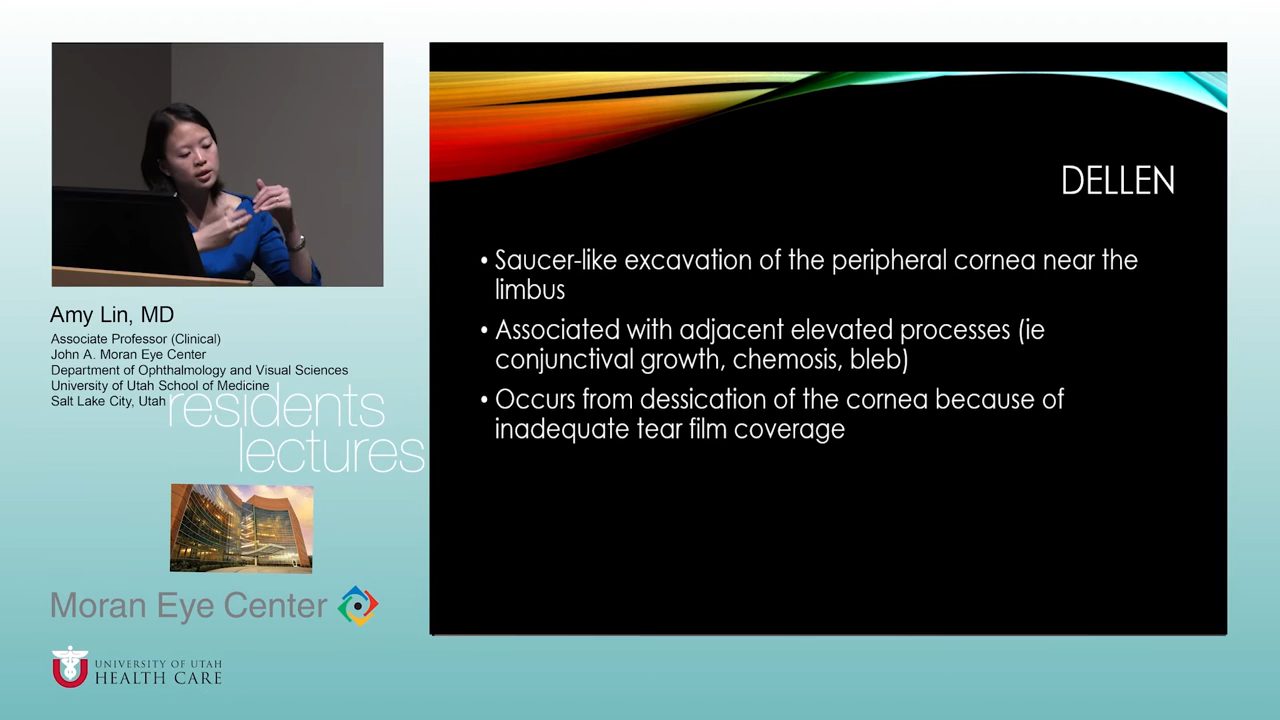 Amy Lin, MD
Associate Professor (Clinical)
John A. Moran Eye Center
Department of Ophthalmology and Visual Sciences
University of Utah School of Medicine
Salt Lake City, Utah
residents
lectures
Moran Eye Center
UNIVERSITY OF UTAH
HEALTH CARE
DELLEN
• Saucer-like excavation of the peripheral cornea near the
limbus
• Associated with adjacent elevated processes (ie
conjunctival growth, chemosis, bleb)
• Occurs from dessication of the cornea because of
inadequate tear film coverage